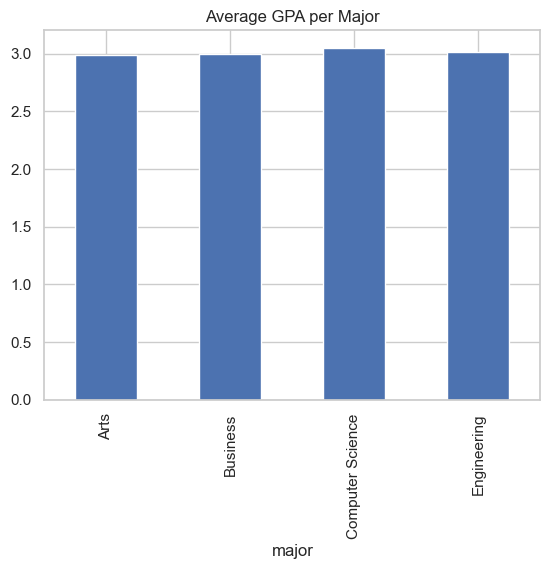 Average GPA per Major
3.0
2.5
2.0
1.5
1.0
0.5
0.0
Arts
Business
Computer Science
Engineering
major